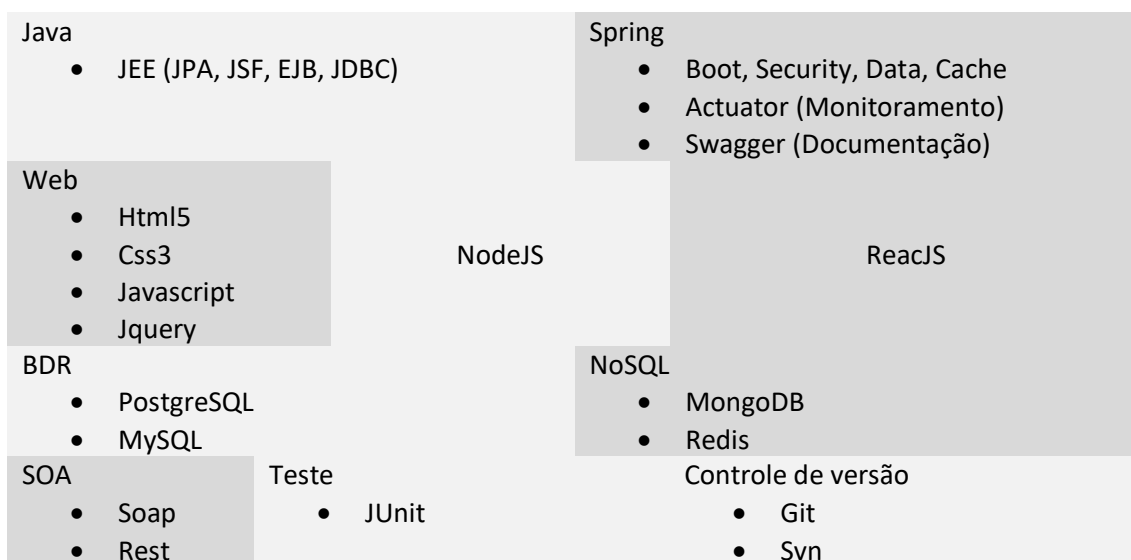 Java
• JEE (JPA, JSF, EJB, JDBC)
Spring
• Boot, Security, Data, Cache
• Actuator (Monitoramento)
• Swagger (Documentação)
Web
• Html5
• Css3
• Javascript
• Jquery
NodeJS
ReacJS
BDR
• PostgreSQL
• MySQL
NoSQL
• MongoDB
• Redis
SOA
• Soap
• Rest
Teste
• JUnit
Controle de versão
• Git
• Svn